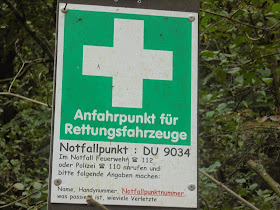 Anfahrpunkt für
Rettungsfahrzeuge
Notfallpunkt : DU 9034
Im Notfall Feuerwehr ☎ 112
oder Polizei ☎ 110 anrufen und
bitte folgende Angaben machen:
Name, Handynummer, Notfallpunktnummer,
was passiert ist, wieviele Verletzte